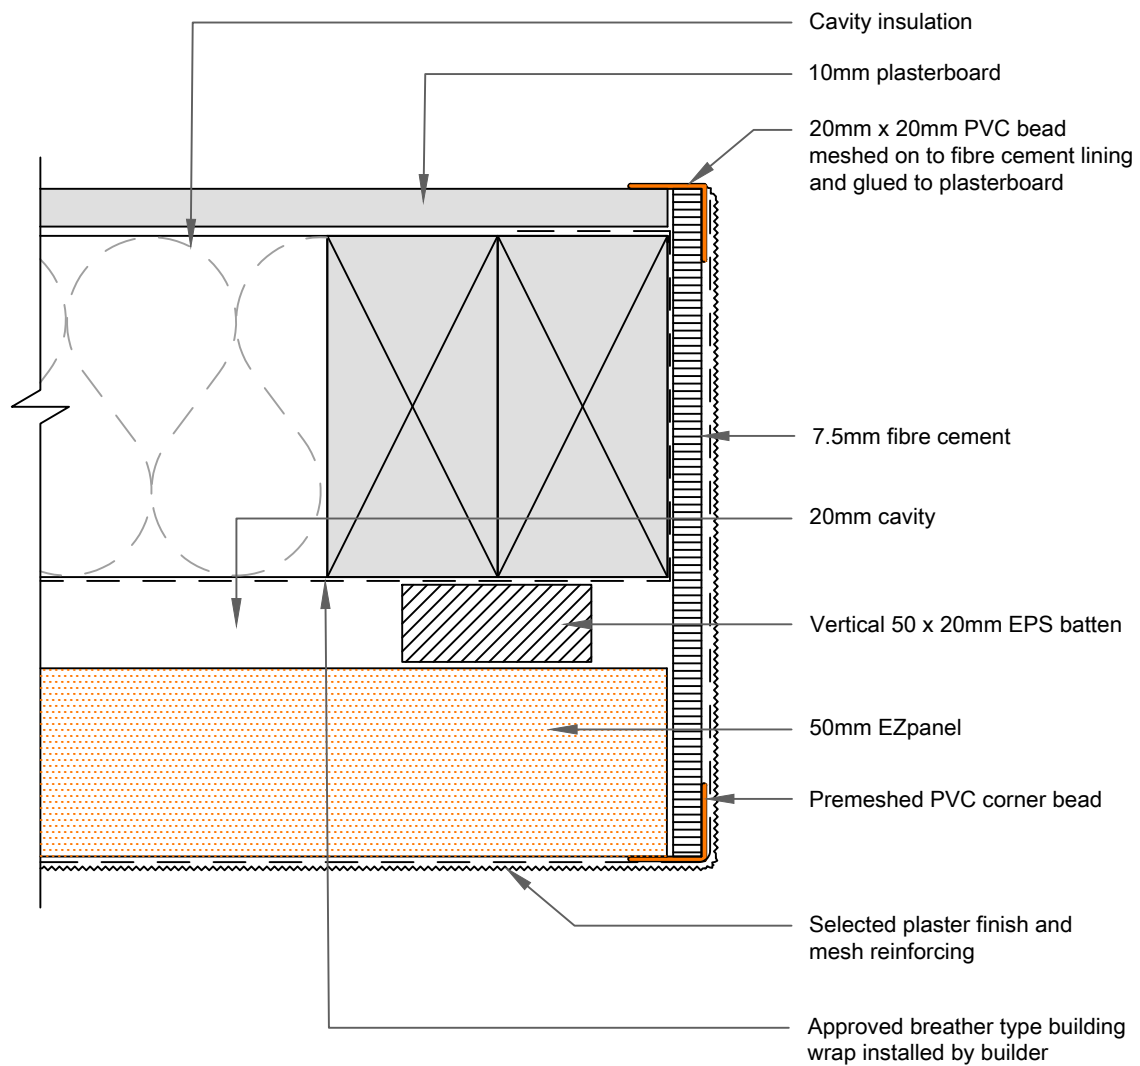 Cavity insulation
10mm plasterboard
20mm x 20mm PVC bead
meshed on to fibre cement lining
and glued to plasterboard
7.5mm fibre cement
20mm cavity
Vertical 50 x 20mm EPS batten
50mm EZpanel
Premeshed PVC corner bead
Selected plaster finish and
mesh reinforcing
Approved breather type building
wrap installed by builder